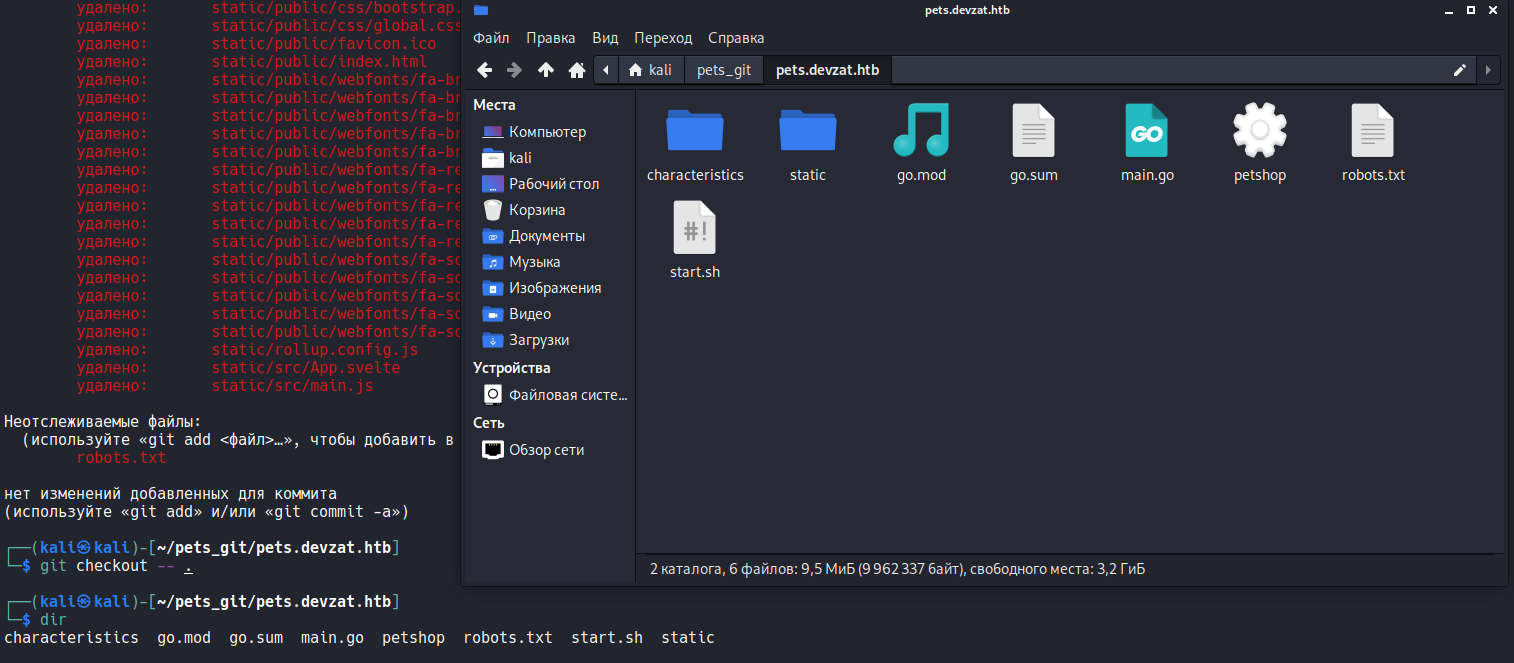 удалено: static/public/css/bootstrap.
удалено: static/public/css/global.css
удалено: static/public/favicon.ico
удалено: static/public/index.html
удалено: static/public/webfonts/fa-br
удалено: static/public/webfonts/fa-br
удалено: static/public/webfonts/fa-br
удалено: static/public/webfonts/fa-br
удалено: static/public/webfonts/fa-br
удалено: static/public/webfonts/fa-re
удалено: static/public/webfonts/fa-re
удалено: static/public/webfonts/fa-re
удалено: static/public/webfonts/fa-re
удалено: static/public/webfonts/fa-re
удалено: static/public/webfonts/fa-so
удалено: static/public/webfonts/fa-so
удалено: static/public/webfonts/fa-so
удалено: static/public/webfonts/fa-so
удалено: static/public/webfonts/fa-so
удалено: static/rollup.config.js
удалено: static/src/App.svelte
удалено: static/src/main.js
Неотслеживаемые файлы:
(используйте «git add <файл>…», чтобы добавить в
robots.txt
нет изменений добавленных для коммита
(используйте «git add» и/или «git commit -a»)
(kali㉿kali)-[~/pets_git/pets.devzat.htb]
$ git checkout -- .
(kali㉿kali)-[~/pets_git/pets.devzat.htb]
$ dir
characteristics go.mod go.sum main.go petshop robots.txt start.sh static
pets.devzat.htb
Файл Правка Вид Переход Справка
kali pets_git pets.devzat.htb
Места
Компьютер
kali
Рабочий стол
Корзина
Документы
Музыка
Изображения
Видео
Загрузки
Устройства
Файловая систе...
Сеть
Обзор сети
GO
characteristics static go.mod go.sum main.go petshop robots.txt
#!
start.sh
2 каталога, 6 файлов: 9,5 МиБ (9 962 337 байт), свободного места: 3,2 ГиБ